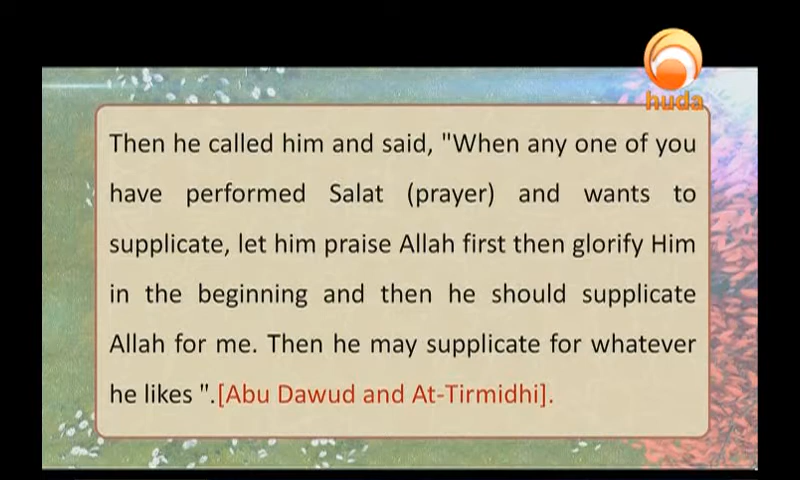 huda
Then he called him and said, "When any one of you
have performed Salat (prayer) and wants to
supplicate, let him praise Allah first then glorify Him
in the beginning and then he should supplicate
Allah for me. Then he may supplicate for whatever
he likes ".[Abu Dawud and At-Tirmidhi].